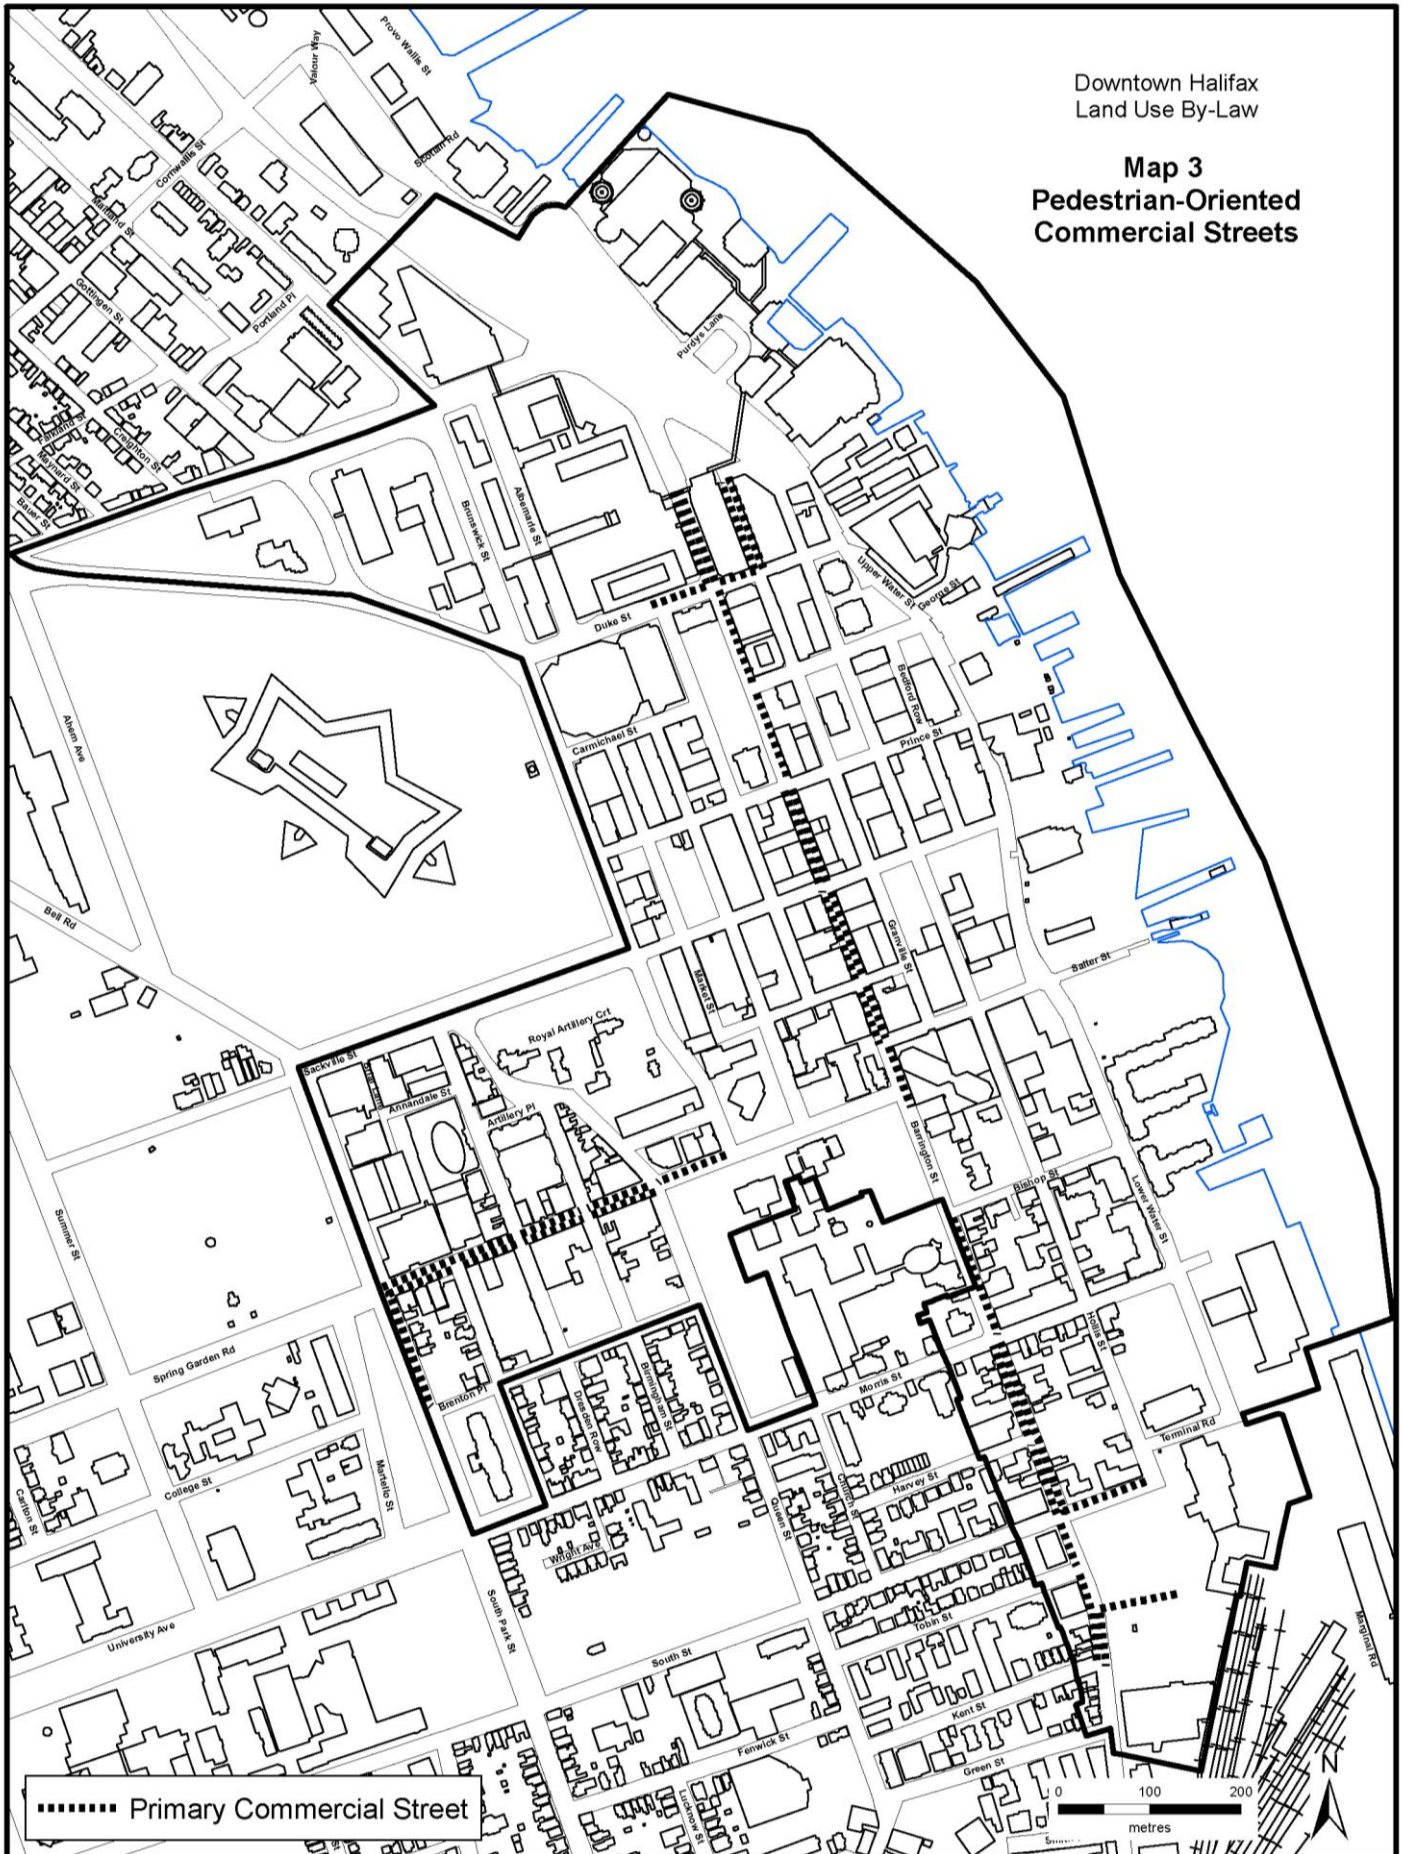 Downtown Halifax
Land Use By-Law
Map 3
Pedestrian-Oriented
Commercial Streets
Provo Wallis St
Valour Way
Scotian Rd
Cornwallis St
Maitland St
Gottingen St
Portland Pl
Purdys Lane
Falkland St
Creighton St
Maynard St
Bauer St
Brunswick St
Albemarle St
Upper Water St
George St
Duke St
Bedford Row
Ahern Ave
Carmichael St
Prince St
Bell Rd
Granville St
Market St
Salter St
Royal Artillery Crt
Sackville St
Annandale St
Artillery Pl
Barrington St
Bishop St
Lower Water St
Summer St
Hollis St
Spring Garden Rd
Brenton Pl
Birmingham St
Dresden Row
Morris St
Terminal Rd
Martello St
College St
Carlton St
Church St
Harvey St
Queen St
Wright Ave
South Park St
Tobin St
University Ave
Marginal Rd
South St
Kent St
Fenwick St
Green St
Lucknow St
Primary Commercial Street
0 100 200
metres
N